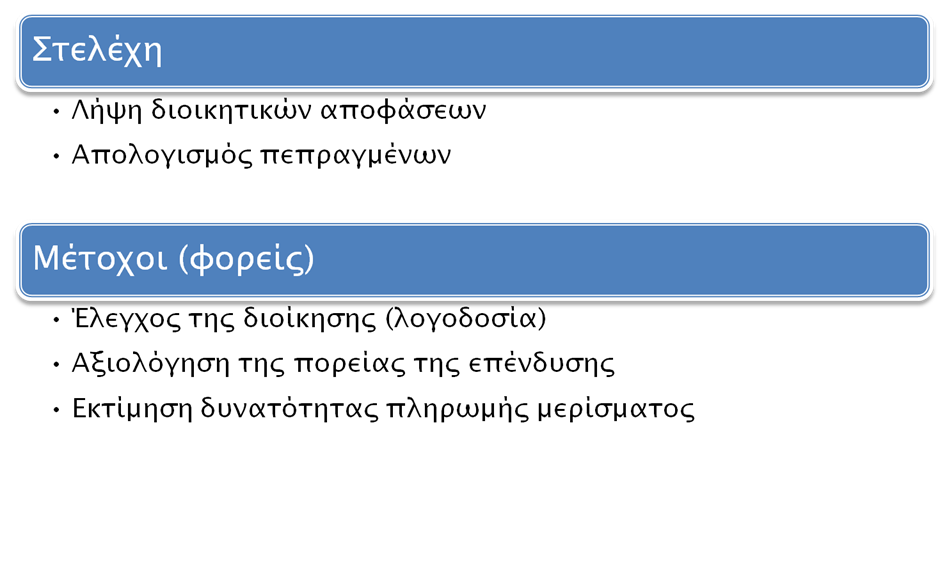 Στελέχη
• Λήψη διοικητικών αποφάσεων
• Απολογισμός πεπραγμένων
Μέτοχοι (φορείς)
• Έλεγχος της διοίκησης (λογοδοσία)
• Αξιολόγηση της πορείας της επένδυσης
• Εκτίμηση δυνατότητας πληρωμής μερίσματος